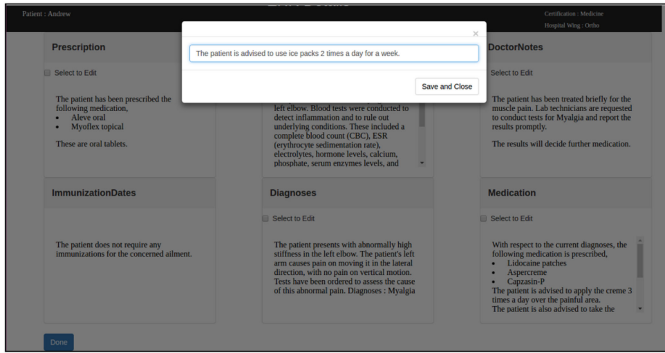 Patient : Andrew
Certification : Medicine
Hospital Wing : Ortho
×
The patient is advised to use ice packs 2 times a day for a week.
Save and Close
Prescription
Select to Edit
The patient has been prescribed the
following medication,
• Aleve oral
• Myoflex topical
These are oral tablets.
left elbow. Blood tests were conducted to
detect inflammation and to rule out
underlying conditions. These included a
complete blood count (CBC), ESR
(erythrocyte sedimentation rate),
electrolytes, hormone levels, calcium,
phosphate, serum enzymes levels, and
DoctorNotes
Select to Edit
The patient has been treated briefly for the
muscle pain. Lab technicians are requested
to conduct tests for Myalgia and report the
results promptly.
The results will decide further medication.
ImmunizationDates
The patient does not require any
immunizations for the concerned ailment.
Diagnoses
Select to Edit
The patient presents with abnormally high
stiffness in the left elbow. The patient's left
arm causes pain on moving it in the lateral
direction, with no pain on vertical motion.
Tests have been ordered to assess the cause
of this abnormal pain. Diagnoses : Myalgia
Medication
Select to Edit
With respect to the current diagnoses, the
following medication is prescribed,
• Lidocaine patches
• Aspercreme
• Capzasin-P
The patient is advised to apply the creme 3
times a day over the painful area.
The patient is also advised to take the
Done